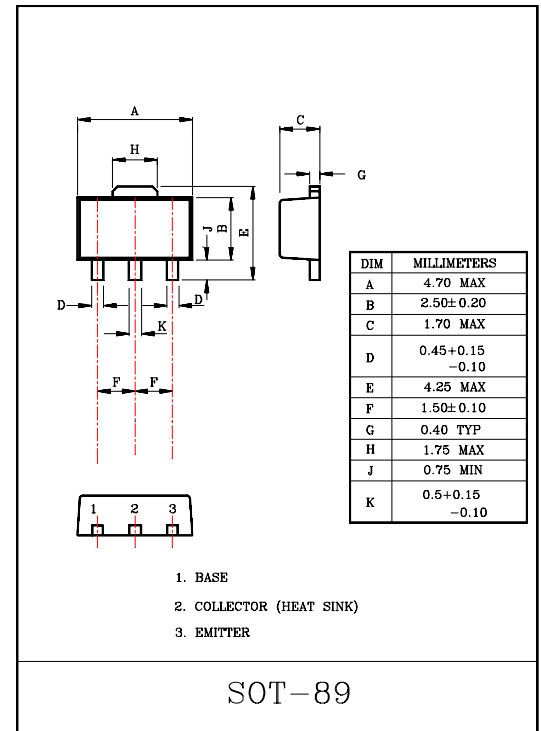 A
H
C
G
J
B
E
D
D
K
F
F
DIM MILLIMETERS
A 4.70 MAX
B 2.50±0.20
C 1.70 MAX
D 0.45+0.15
−0.10
E 4.25 MAX
F 1.50±0.10
G 0.40 TYP
H 1.75 MAX
J 0.75 MIN
K 0.5+0.15
−0.10
1 2 3
1. BASE
2. COLLECTOR (HEAT SINK)
3. EMITTER
SOT−89